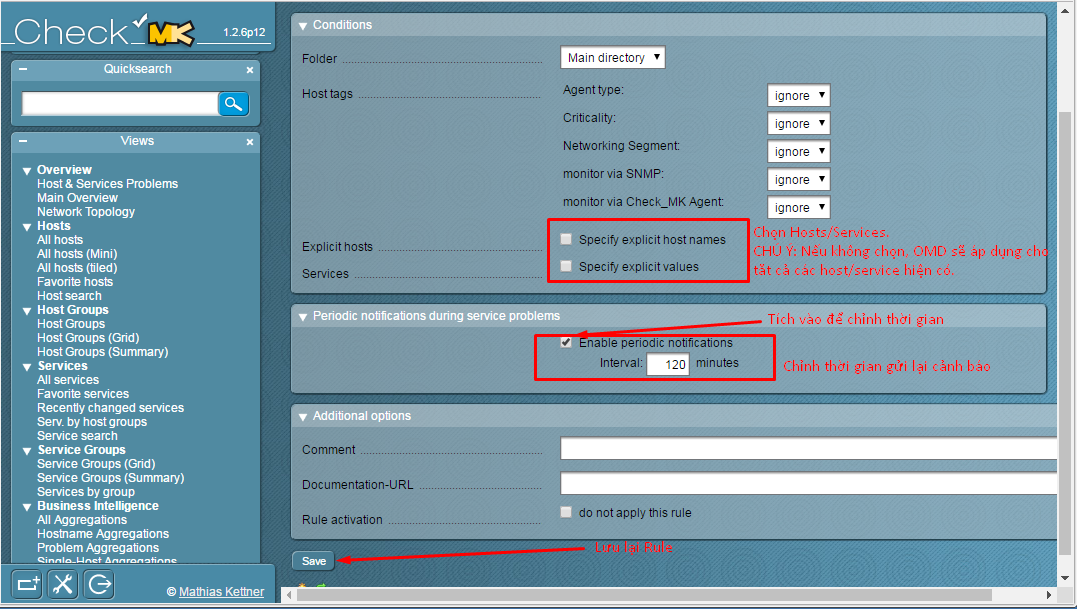 Check_MK 1.2.6p12
Quicksearch
Views
Overview
Host & Services Problems
Main Overview
Network Topology
Hosts
All hosts
All hosts (Mini)
All hosts (tiled)
Favorite hosts
Host search
Host Groups
Host Groups
Host Groups (Grid)
Host Groups (Summary)
Services
All services
Favorite services
Recently changed services
Serv. by host groups
Service search
Service Groups
Service Groups (Grid)
Service Groups (Summary)
Services by group
Business Intelligence
All Aggregations
Hostname Aggregations
Problem Aggregations
Single-Host Aggregations
© Mathias Kettner
Conditions
Folder Main directory
Host tags
Agent type: ignore
Criticality: ignore
Networking Segment: ignore
monitor via SNMP: ignore
monitor via Check_MK Agent: ignore
Explicit hosts Specify explicit host names
Services Specify explicit values
Chọn Hosts/Services.
CHÚ Ý: Nếu không chọn, OMD sẽ áp dụng cho
tất cả các host/service hiện có.
Periodic notifications during service problems
Tích vào để chỉnh thời gian
Enable periodic notifications
Interval: 120 minutes
Chỉnh thời gian gửi lại cảnh báo
Additional options
Comment
Documentation-URL
Rule activation do not apply this rule
Save
Lưu lại Rule